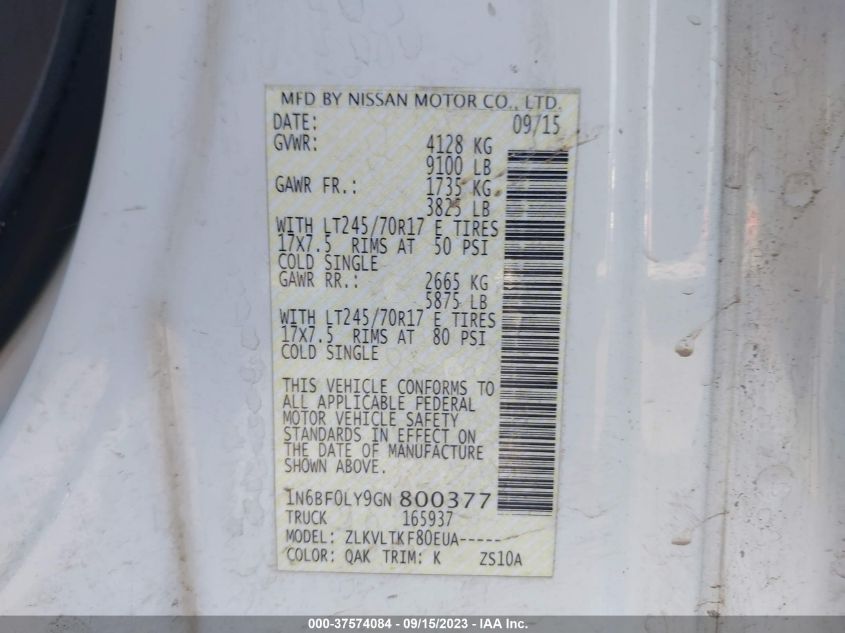 MFD BY NISSAN MOTOR CO., LTD.
DATE: 09/15
GVWR: 4128 KG
9100 LB
GAWR FR.: 1735 KG
3825 LB
WITH LT245/70R17 E TIRES
17X7.5 RIMS AT 50 PSI
COLD SINGLE
GAWR RR.: 2665 KG
5875 LB
WITH LT245/70R17 E TIRES
17X7.5 RIMS AT 80 PSI
COLD SINGLE
THIS VEHICLE CONFORMS TO
ALL APPLICABLE FEDERAL
MOTOR VEHICLE SAFETY
STANDARDS IN EFFECT ON
THE DATE OF MANUFACTURE
SHOWN ABOVE.
1N6BF0LY9GN800377
TRUCK 165937
MODEL: ZLKVLTKF80EUA-----
COLOR: QAK TRIM: K ZS10A
000-37574084 - 09/15/2023 - IAA Inc.